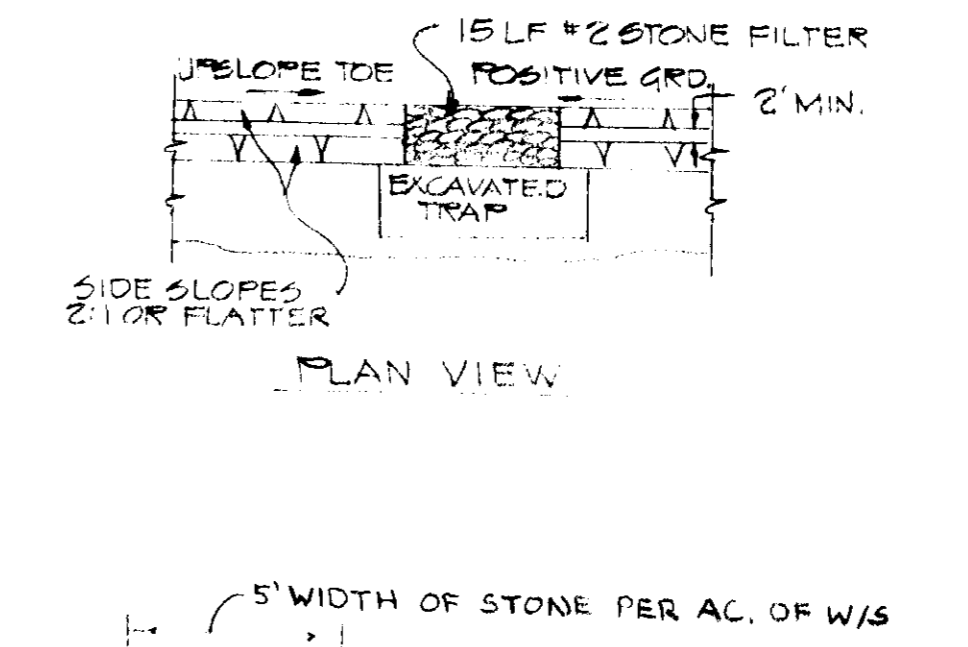 15 LF #2 STONE FILTER
UPSLOPE TOE
POSITIVE GRD.
2' MIN.
EXCAVATED
TRAP
SIDE SLOPES
2:1 OR FLATTER
PLAN VIEW
5' WIDTH OF STONE PER AC. OF W/S